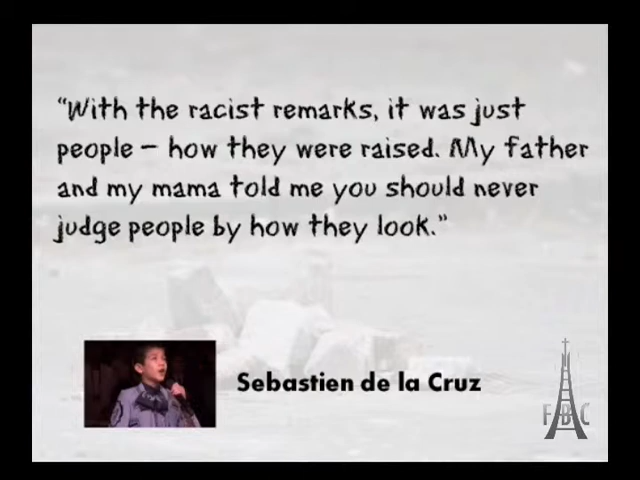 “With the racist remarks, it was just
people – how they were raised. My father
and my mama told me you should never
judge people by how they look.”
Sebastien de la Cruz
FBC